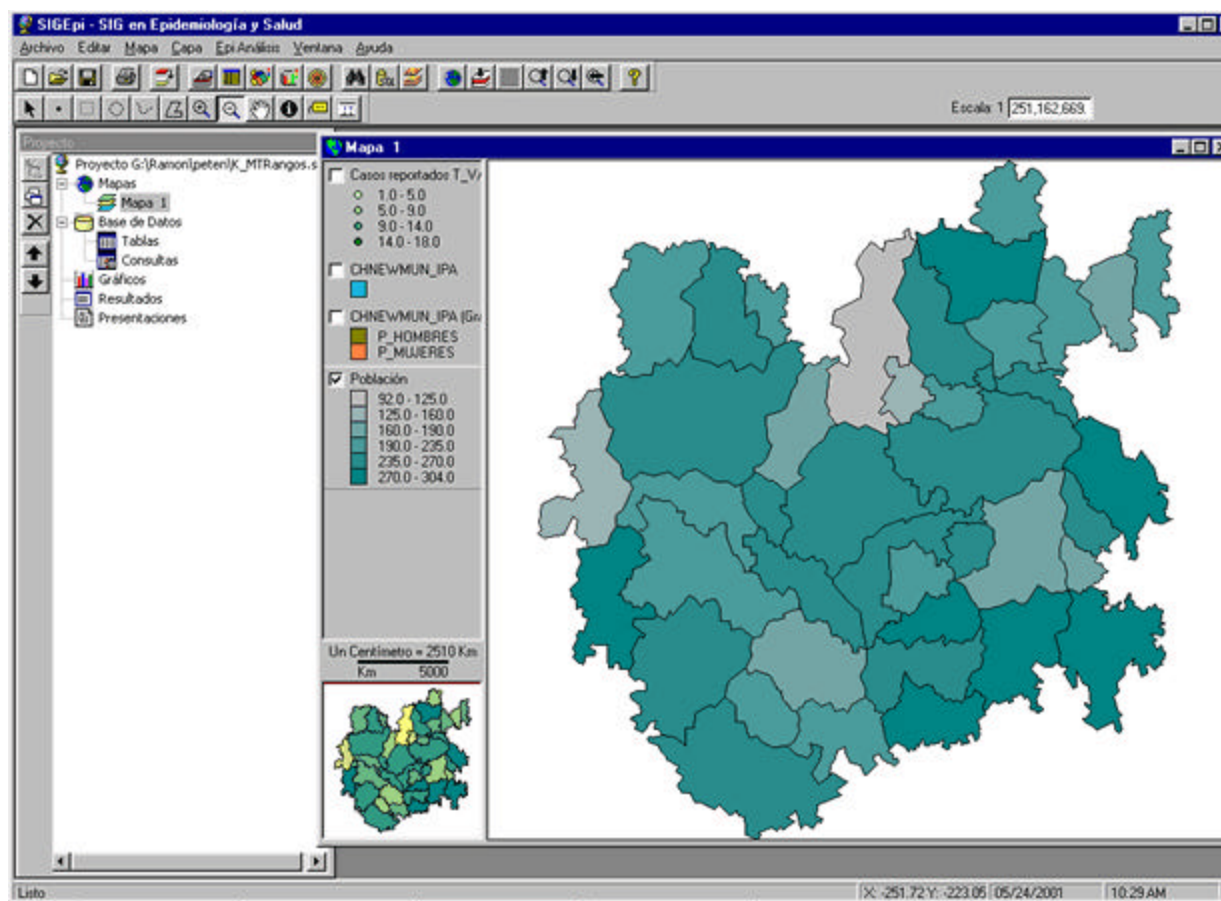 SIGEpi - SIG en Epidemiología y Salud
Archivo Editar Mapa Capa Epi Análisis Ventana Ayuda
Escala: 1 251,162,669.
Proyecto
Proyecto G:\Ramon\peten\K_MTRangos.s
Mapas
Mapa 1
Base de Datos
Tablas
Consultas
Gráficos
Resultados
Presentaciones
Mapa 1
Casos reportados T_V
1.0 - 5.0
5.0 - 9.0
9.0 - 14.0
14.0 - 18.0
CHNEWMUN_IPA
CHNEWMUN_IPA (Gra
P_HOMBRES
P_MUJERES
Población
92.0 - 125.0
125.0 - 160.0
160.0 - 190.0
190.0 - 235.0
235.0 - 270.0
270.0 - 304.0
Un Centímetro = 2510 Km
Km 5000
Listo
X: -251.72 Y: -223.05 05/24/2001 10:29 AM